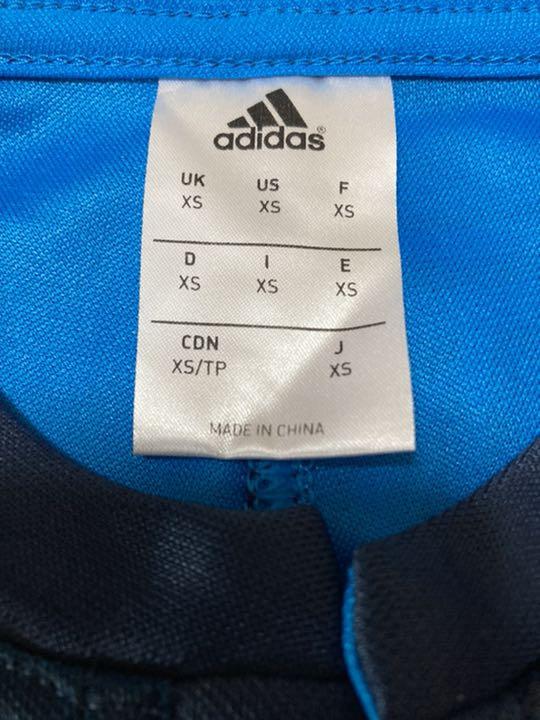 adidas®
UK US F
XS XS XS
D I E
XS XS XS
CDN J
XS/TP XS
MADE IN CHINA